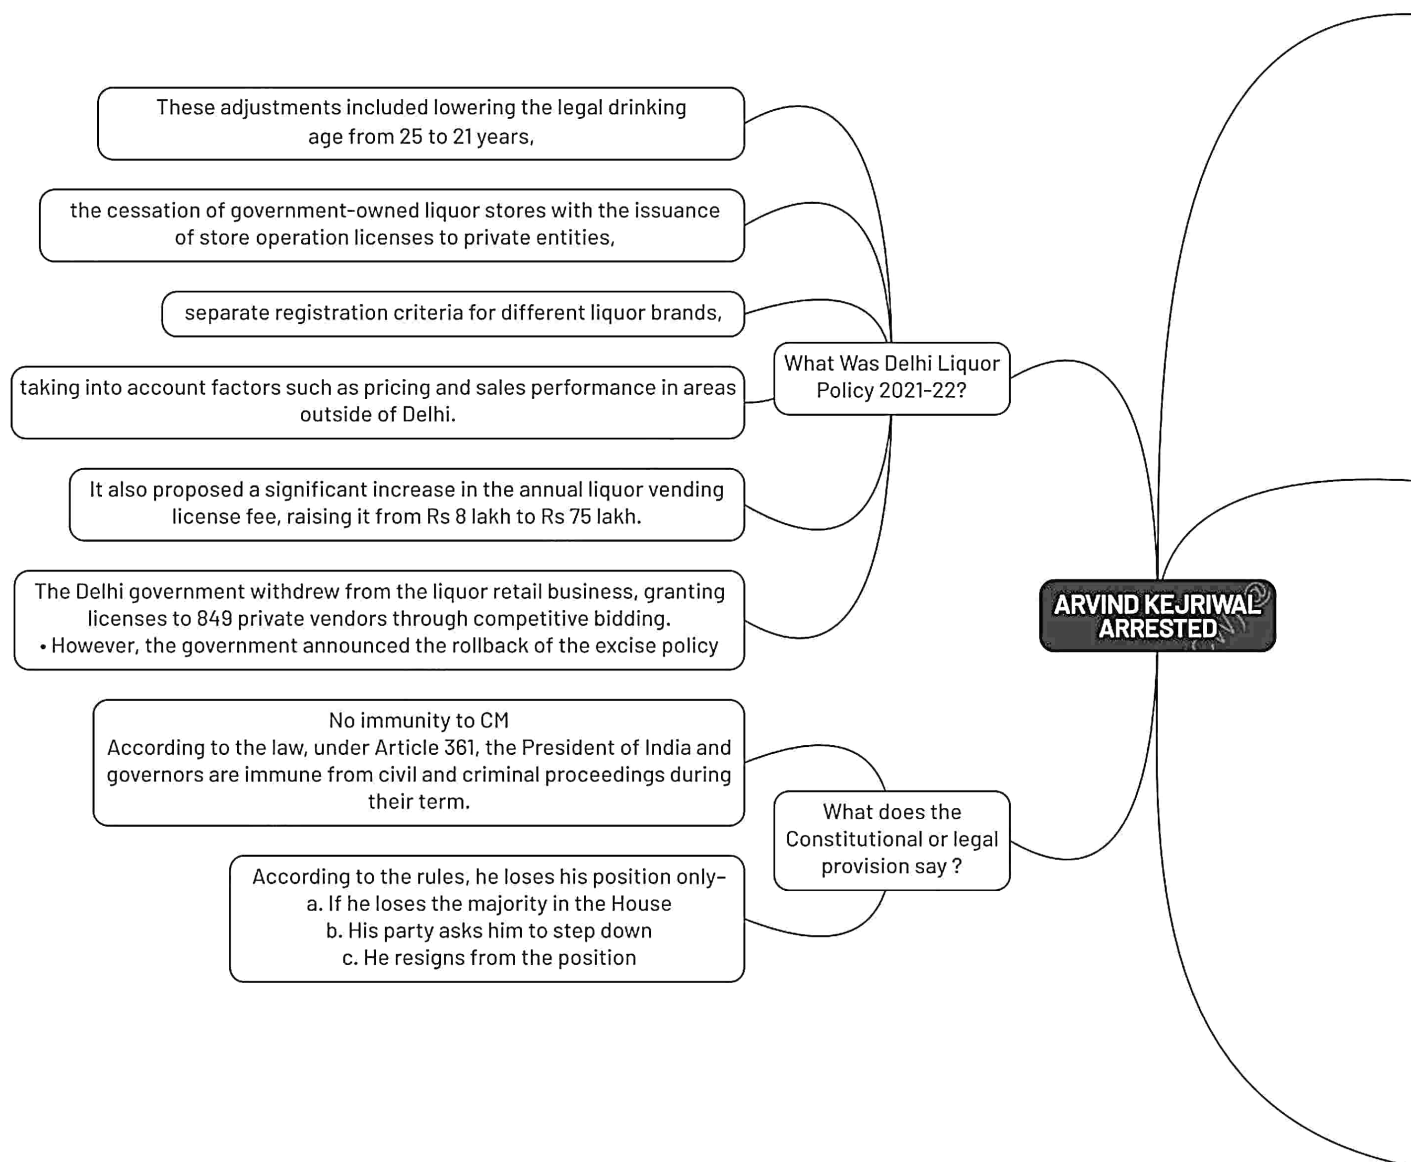 These adjustments included lowering the legal drinking
age from 25 to 21 years,
the cessation of government-owned liquor stores with the issuance
of store operation licenses to private entities,
separate registration criteria for different liquor brands,
taking into account factors such as pricing and sales performance in areas
outside of Delhi.
It also proposed a significant increase in the annual liquor vending
license fee, raising it from Rs 8 lakh to Rs 75 lakh.
The Delhi government withdrew from the liquor retail business, granting
licenses to 849 private vendors through competitive bidding.
• However, the government announced the rollback of the excise policy
What Was Delhi Liquor
Policy 2021-22?
No immunity to CM
According to the law, under Article 361, the President of India and
governors are immune from civil and criminal proceedings during
their term.
According to the rules, he loses his position only-
a. If he loses the majority in the House
b. His party asks him to step down
c. He resigns from the position
What does the
Constitutional or legal
provision say ?
ARVIND KEJRIWAL
ARRESTED